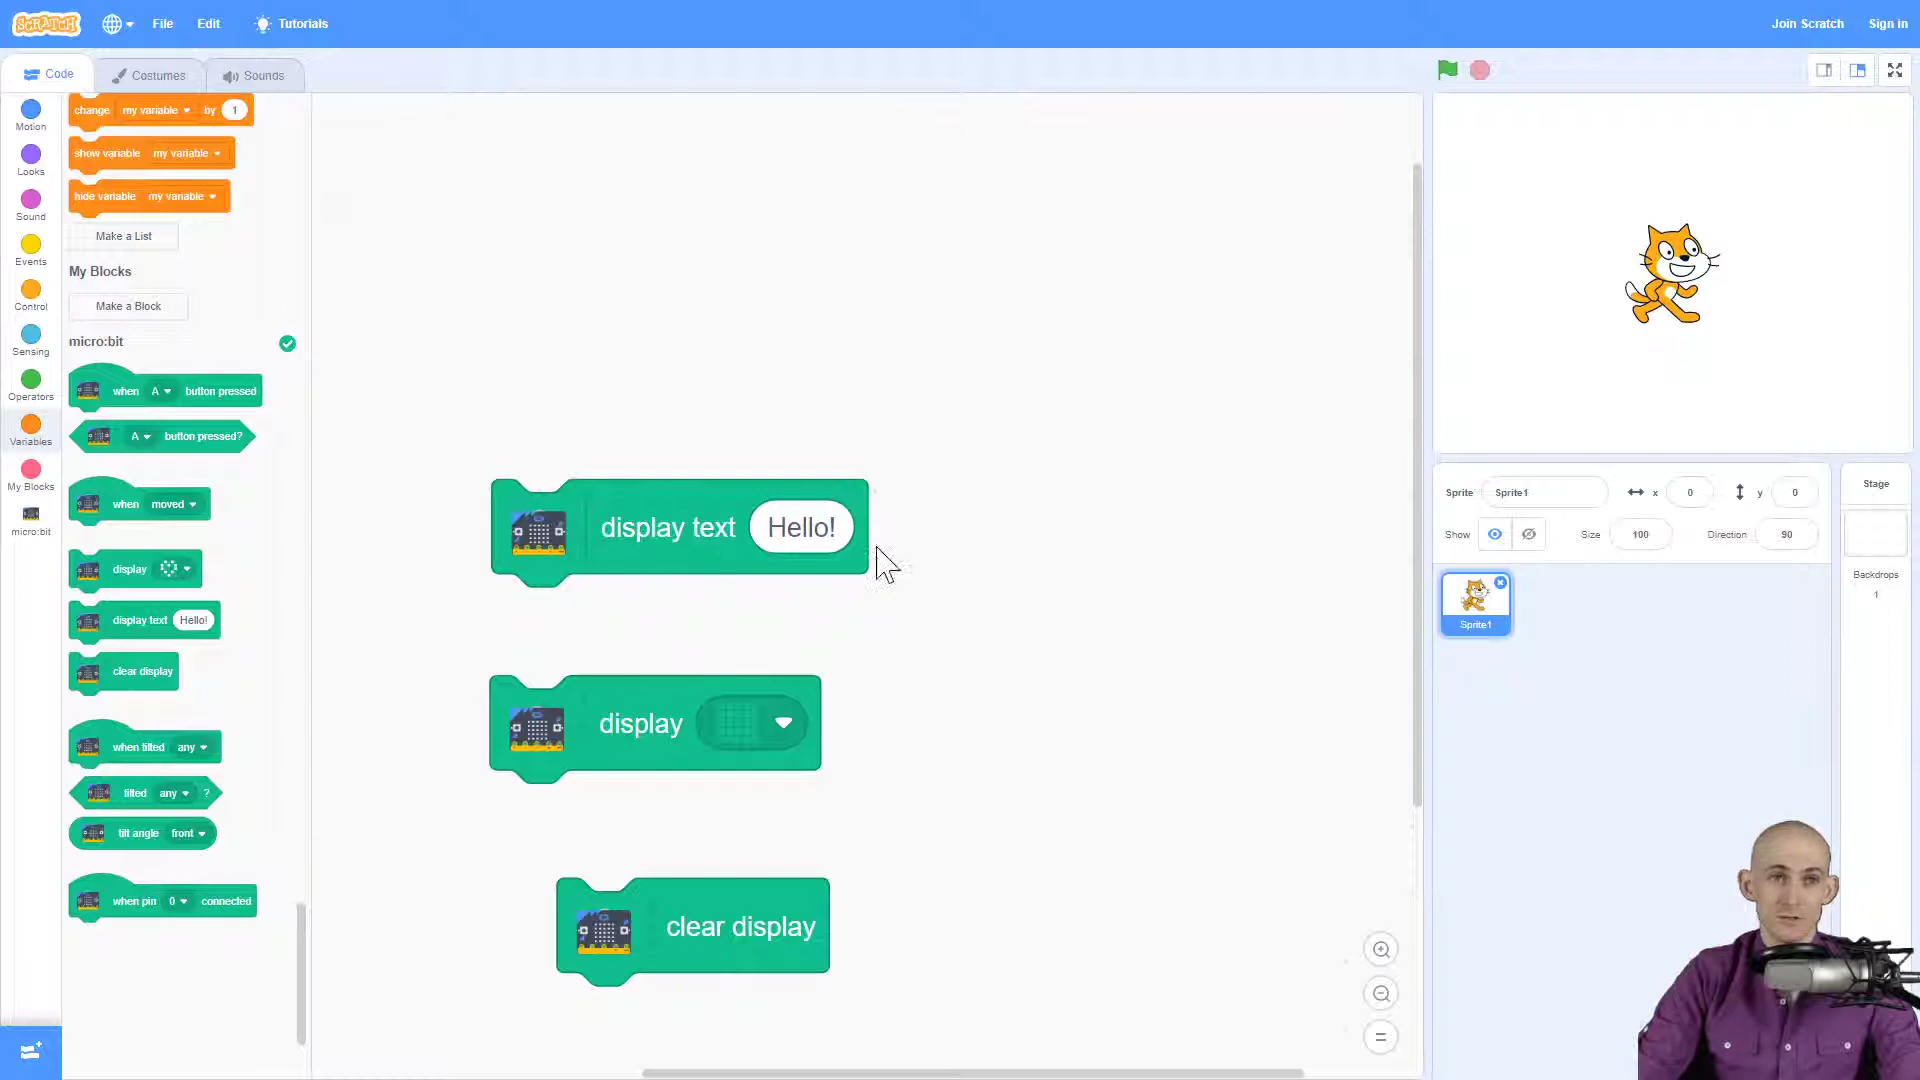 SCRATCH File Edit Tutorials Join Scratch Sign in
Code Costumes Sounds
Motion
Looks
Sound
Events
Control
Sensing
Operators
Variables
My Blocks
micro:bit
change my variable by 1
show variable my variable
hide variable my variable
Make a List
My Blocks
Make a Block
micro:bit
when A button pressed
A button pressed?
when moved
display
display text Hello!
clear display
when tilted any
tilted any ?
tilt angle front
when pin 0 connected
display text Hello!
display
clear display
Sprite Sprite1 x 0 y 0
Show Size 100 Direction 90
Sprite1
Stage
Backdrops
1